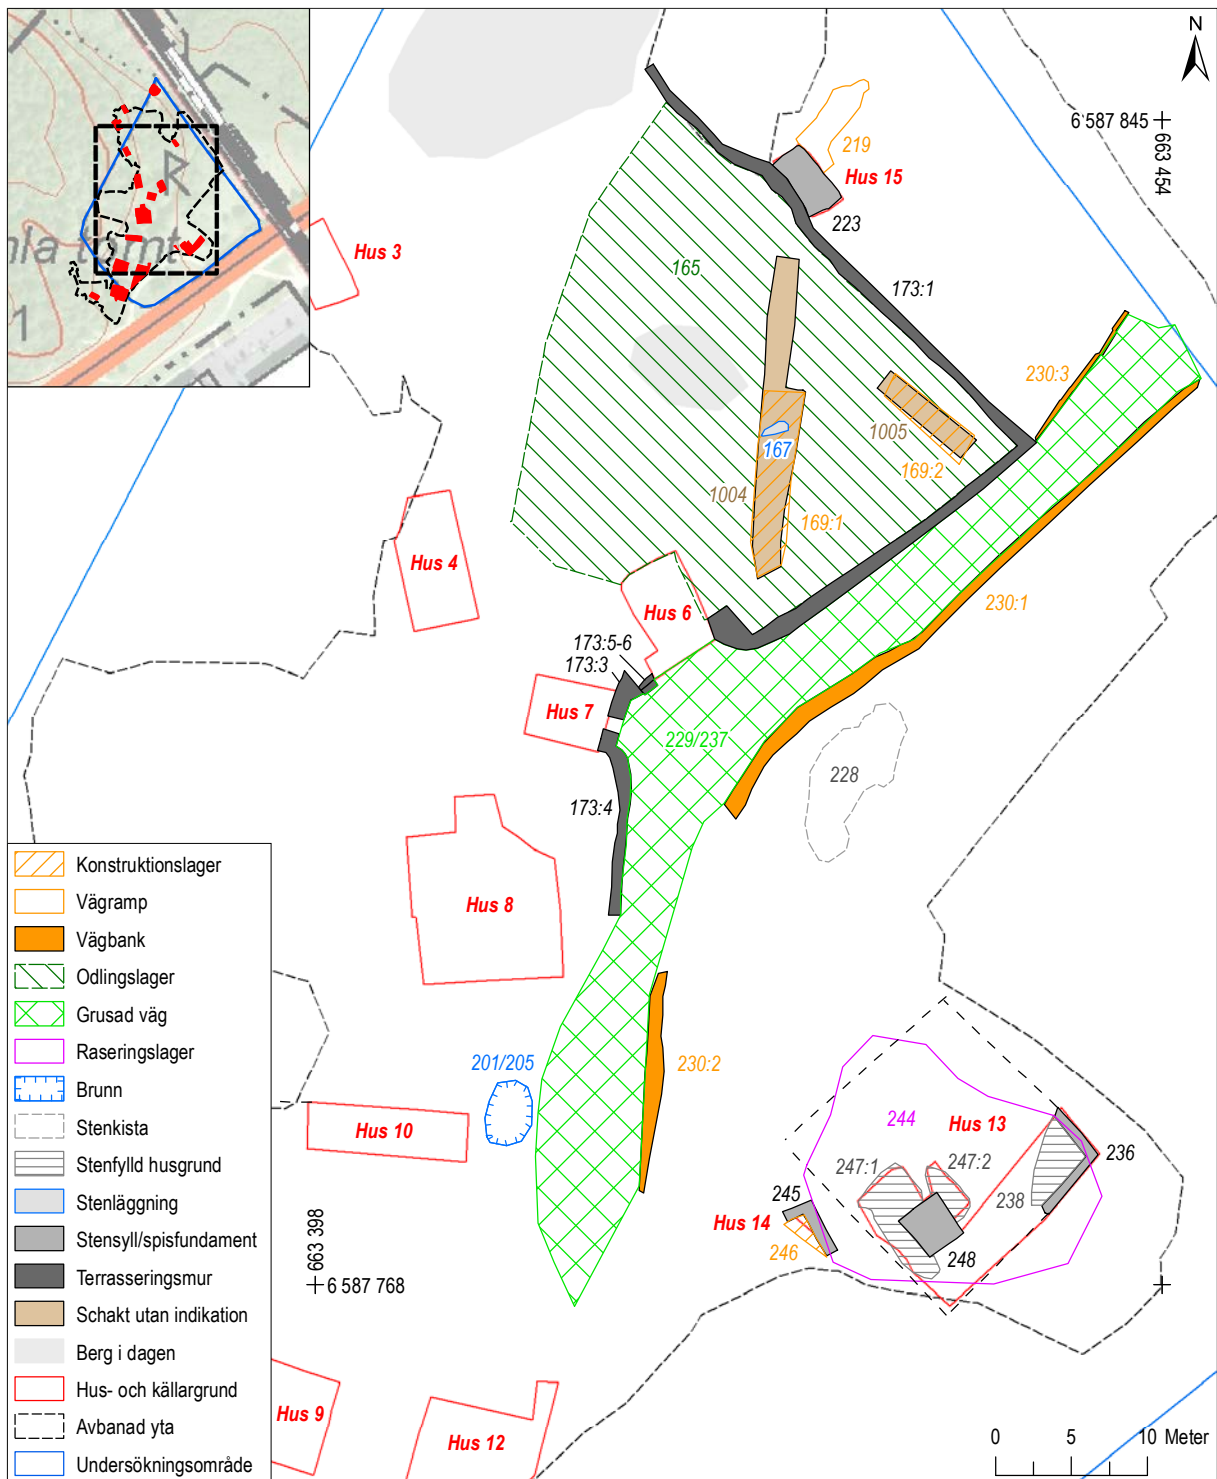 N
6 587 845
663 454
219
Hus 15
223
Hus 3
mla tomt
R
1
165
173:1
230:3
1005
167
169:2
1004
169:1
Hus 4
Hus 6
230:1
173:5-6
173:3
Hus 7
229/237
228
173:4
Hus 8
Konstruktionslager
Vägramp
Vägbank
Odlingslager
Grusad väg
Raseringslager
Brunn
Stenkista
Stenfylld husgrund
Stenläggning
Stensyll/spisfundament
Terrasseringsmur
Schakt utan indikation
Berg i dagen
Hus- och källargrund
Avbanad yta
Undersökningsområde
201/205
230:2
Hus 10
244
Hus 13
236
247:1
247:2
238
245
Hus 14
246
248
663 398
6 587 768
Hus 9
Hus 12
0 5 10 Meter